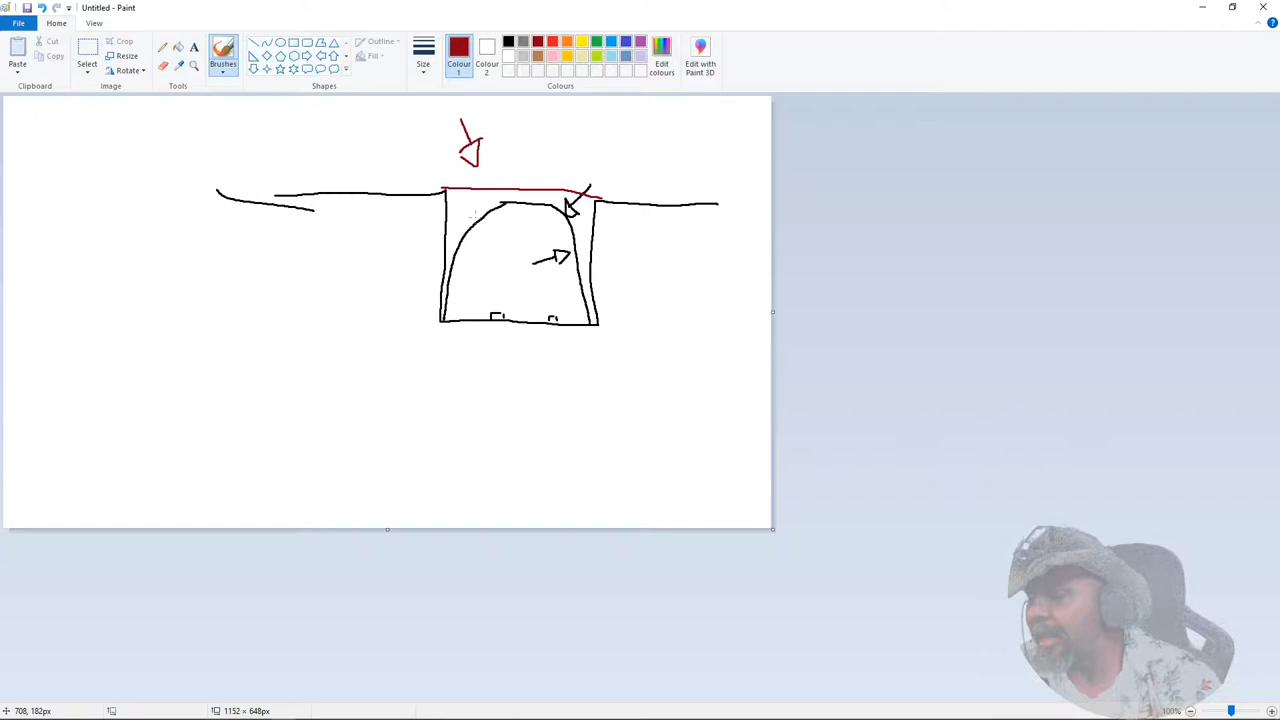 Untitled - Paint
File Home View
Paste
Cut
Copy
Clipboard
Select
Crop
Resize
Rotate
Image
A
Tools
Brushes
Outline
Fill
Shapes
Size
Colour 1
Colour 2
Edit colours
Edit with Paint 3D
Colours
708, 182px
1152 × 648px
100%